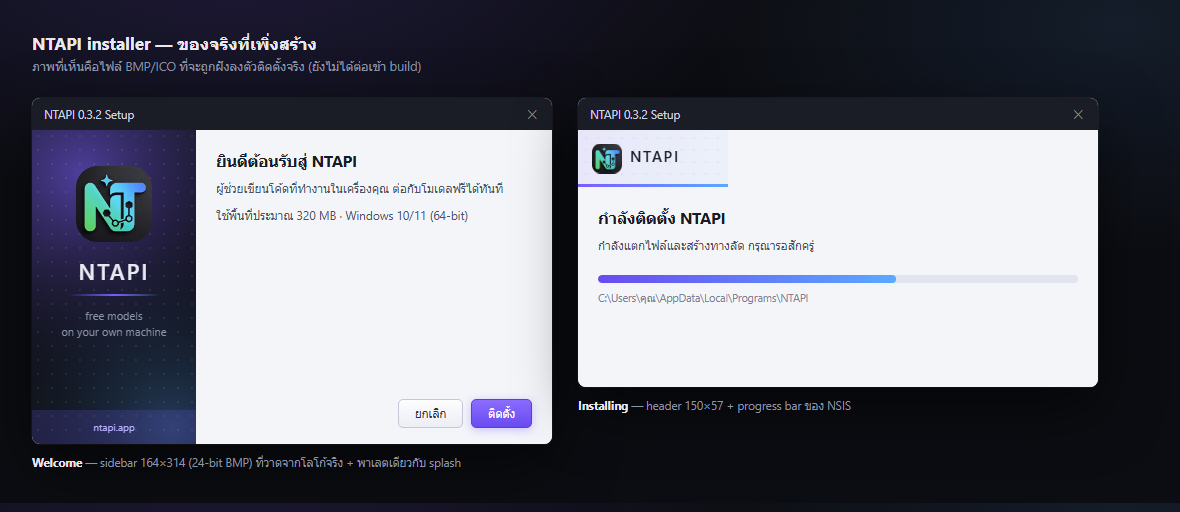 NTAPI installer — ของจริงที่เพิ่งสร้าง
ภาพที่เห็นคือไฟล์ BMP/ICO ที่จะถูกฝังลงตัวติดตั้งจริง (ยังไม่ได้ต่อเข้า build)
NTAPI 0.3.2 Setup
NT
NTAPI
free models
on your own machine
ntapi.app
ยินดีต้อนรับสู่ NTAPI
ผู้ช่วยเขียนโค้ดที่ทำงานในเครื่องคุณ ต่อกับโมเดลฟรีได้ทันที
ใช้พื้นที่ประมาณ 320 MB · Windows 10/11 (64-bit)
ยกเลิก
ติดตั้ง
Welcome — sidebar 164×314 (24-bit BMP) ที่วาดจากโลโก้จริง + พาเลตเดียวกับ splash
NTAPI 0.3.2 Setup
NT
NTAPI
กำลังติดตั้ง NTAPI
กำลังแตกไฟล์และสร้างทางลัด กรุณารอสักครู่
C:\Users\คุณ\AppData\Local\Programs\NTAPI
Installing — header 150×57 + progress bar ของ NSIS